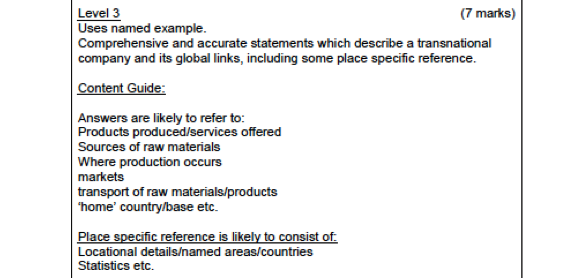 Level 3 (7 marks)
Uses named example.
Comprehensive and accurate statements which describe a transnational
company and its global links, including some place specific reference.
Content Guide:
Answers are likely to refer to:
Products produced/services offered
Sources of raw materials
Where production occurs
markets
transport of raw materials/products
‘home’ country/base etc.
Place specific reference is likely to consist of:
Locational details/named areas/countries
Statistics etc.